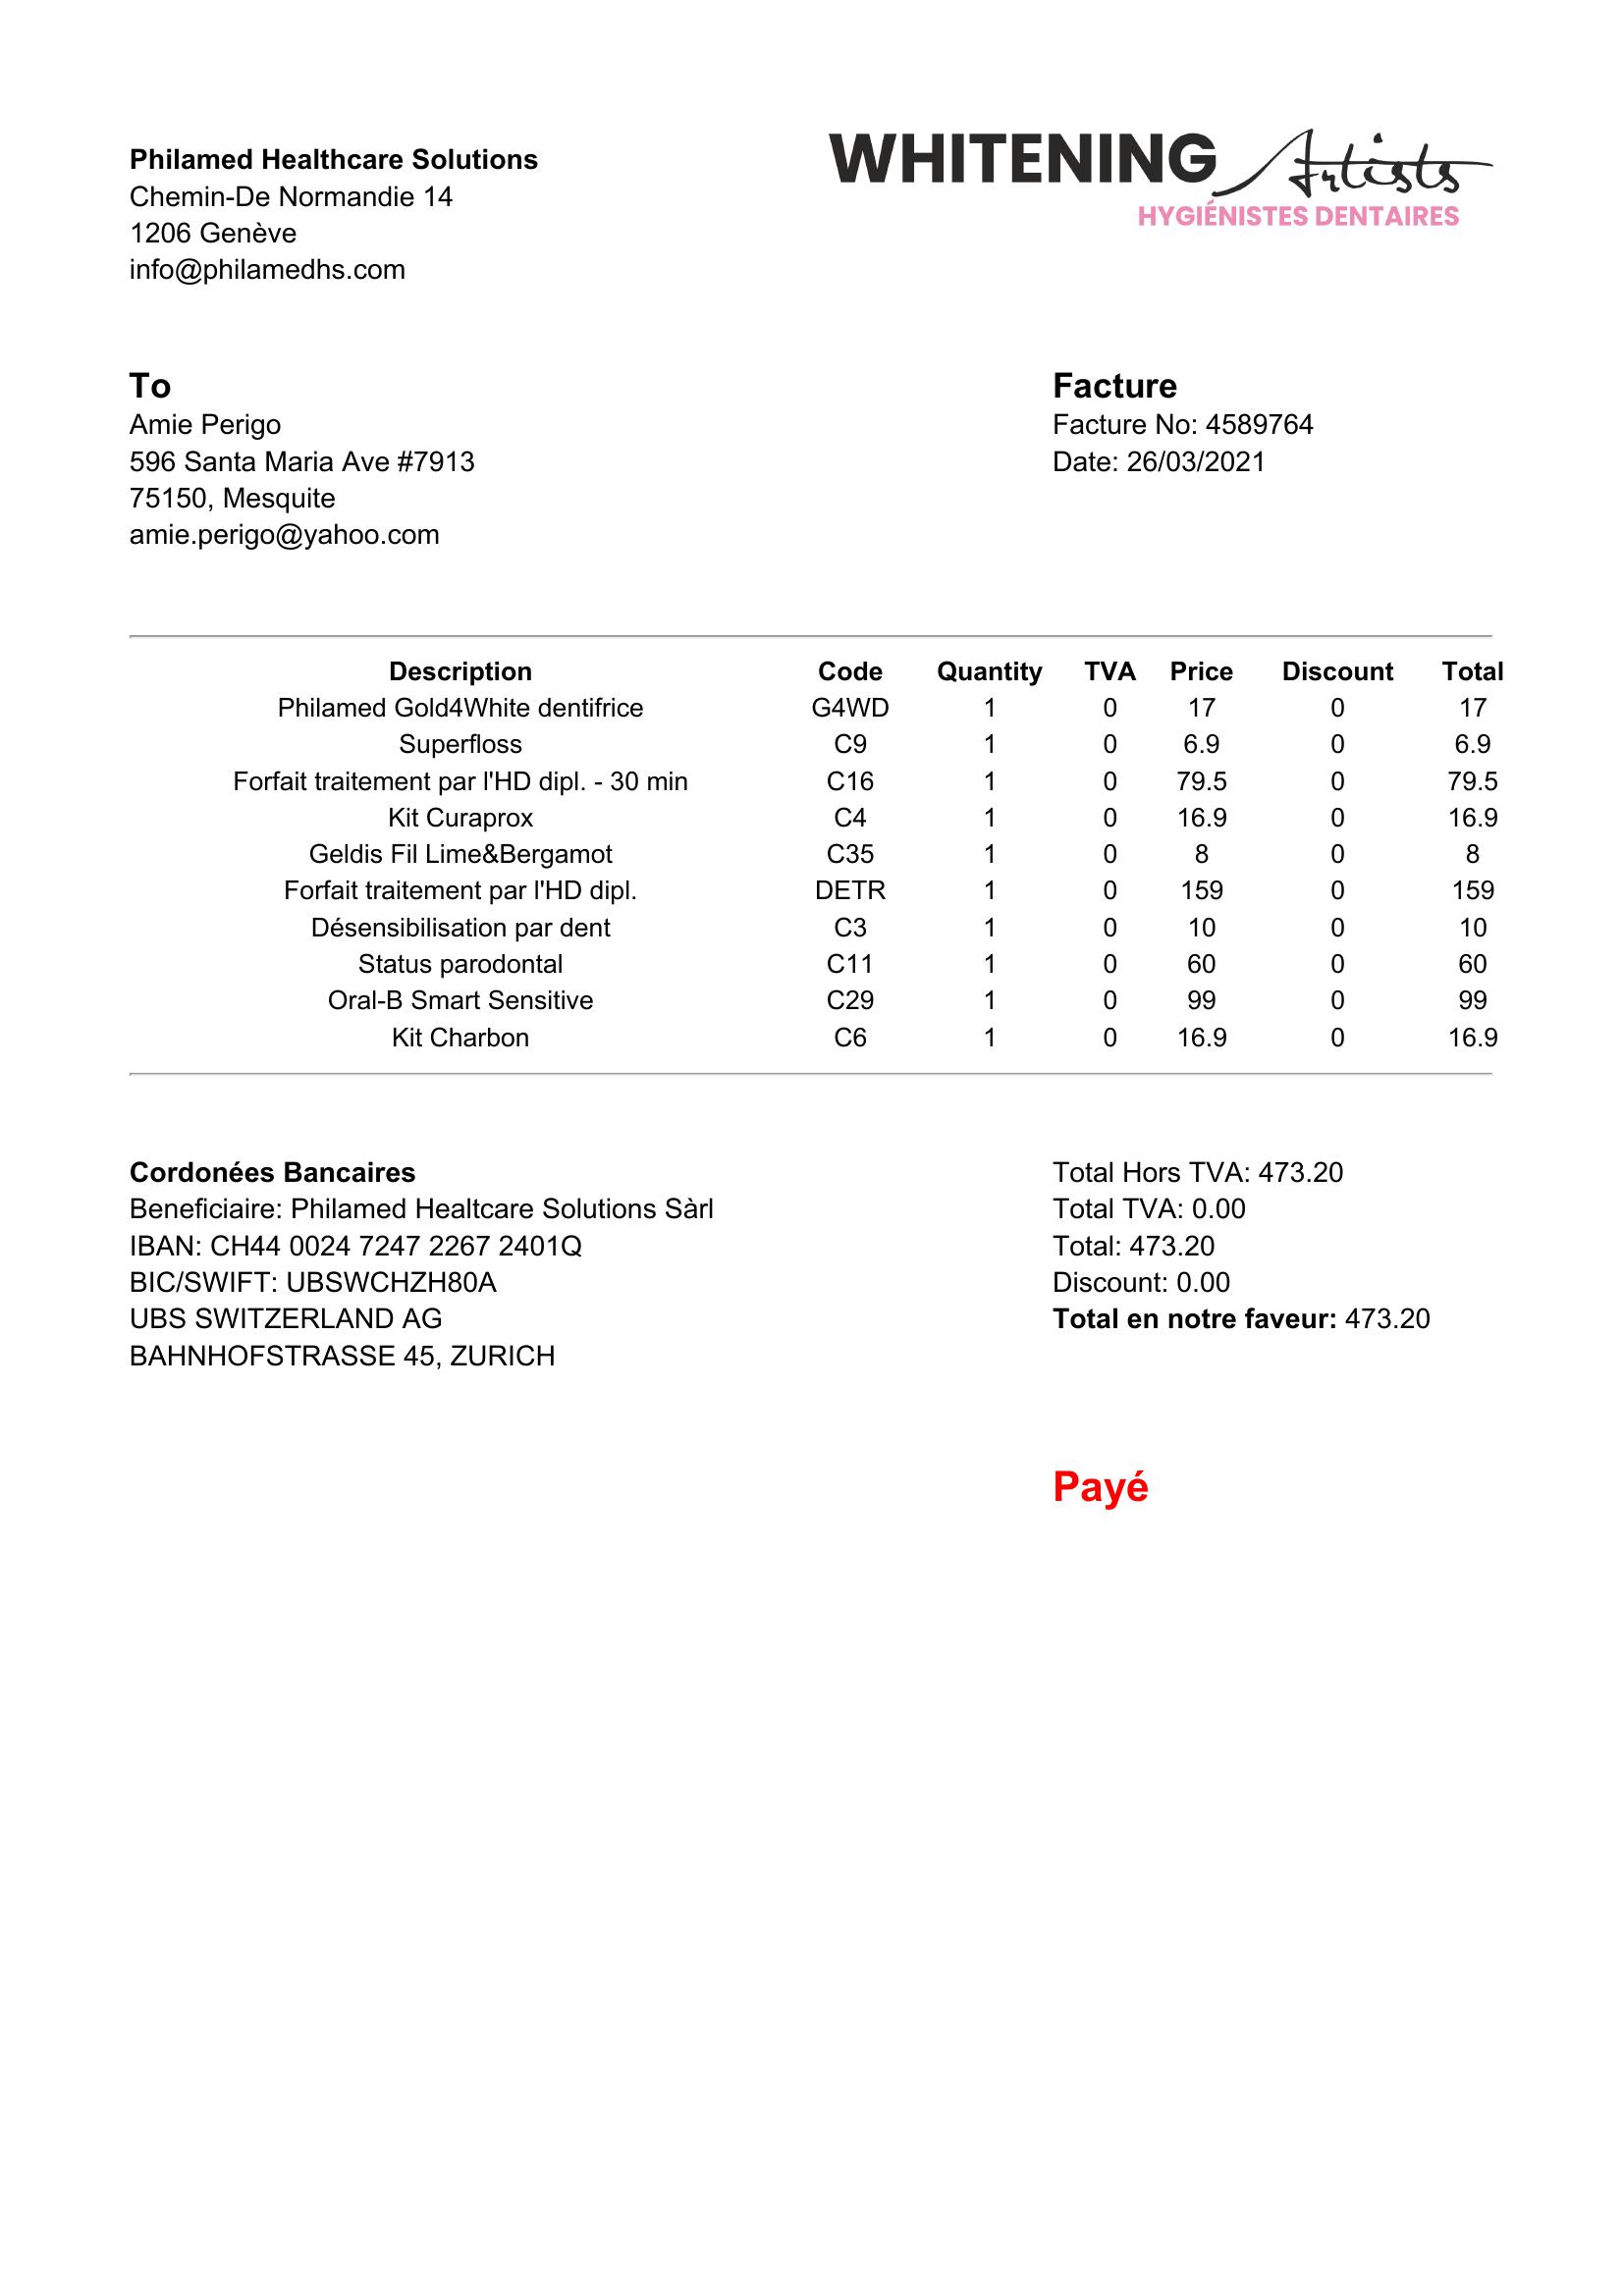 Philamed Healthcare Solutions
Chemin-De Normandie 14
1206 Genève
info@philamedhs.com
WHITENING Artists
HYGIÉNISTES DENTAIRES
To
Amie Perigo
596 Santa Maria Ave #7913
75150, Mesquite
amie.perigo@yahoo.com
Facture
Facture No: 4589764
Date: 26/03/2021
Description Code Quantity TVA Price Discount Total
Philamed Gold4White dentifrice G4WD 1 0 17 0 17
Superfloss C9 1 0 6.9 0 6.9
Forfait traitement par l'HD dipl. - 30 min C16 1 0 79.5 0 79.5
Kit Curaprox C4 1 0 16.9 0 16.9
Geldis Fil Lime&Bergamot C35 1 0 8 0 8
Forfait traitement par l'HD dipl. DETR 1 0 159 0 159
Désensibilisation par dent C3 1 0 10 0 10
Status parodontal C11 1 0 60 0 60
Oral-B Smart Sensitive C29 1 0 99 0 99
Kit Charbon C6 1 0 16.9 0 16.9
Cordonées Bancaires
Beneficiaire: Philamed Healtcare Solutions Sàrl
IBAN: CH44 0024 7247 2267 2401Q
BIC/SWIFT: UBSWCHZH80A
UBS SWITZERLAND AG
BAHNHOFSTRASSE 45, ZURICH
Total Hors TVA: 473.20
Total TVA: 0.00
Total: 473.20
Discount: 0.00
Total en notre faveur: 473.20
Payé